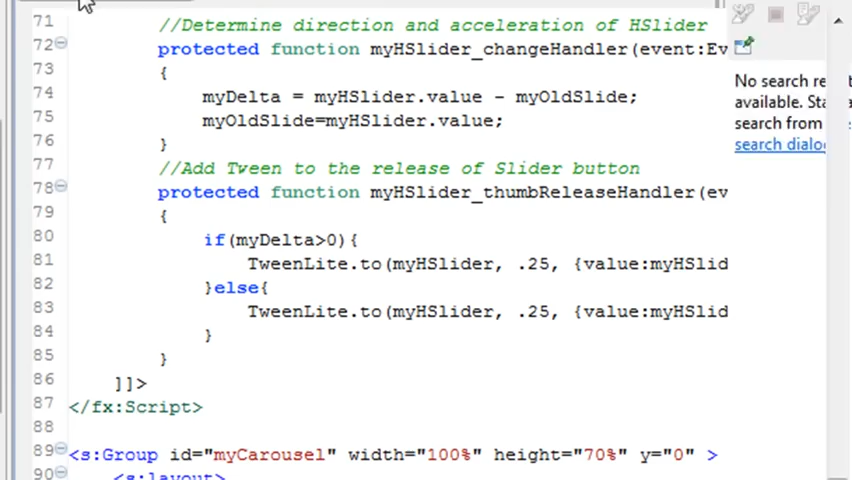 71 //Determine direction and acceleration of HSlider
72 protected function myHSlider_changeHandler(event:Ev
73 {
74 myDelta = myHSlider.value - myOldSlide;
75 myOldSlide=myHSlider.value;
76 }
77 //Add Tween to the release of Slider button
78 protected function myHSlider_thumbReleaseHandler(ev
79 {
80 if(myDelta>0){
81 TweenLite.to(myHSlider, .25, {value:myHSlid
82 }else{
83 TweenLite.to(myHSlider, .25, {value:myHSlid
84 }
85 }
86 ]]>
87 </fx:Script>
88
89 <s:Group id="myCarousel" width="100%" height="70%" y="0" >
90 <s:layout>
No search re
available. Sta
search from
search dialo